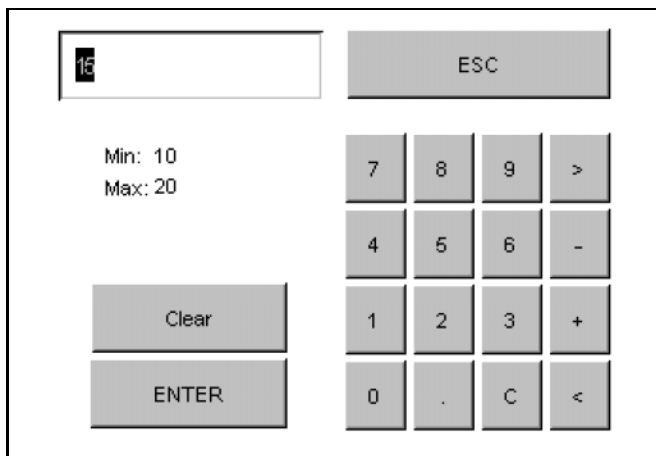 15
ESC
Min: 10
Max: 20
7 8 9 >
4 5 6 -
Clear
1 2 3 +
ENTER
0 . C <